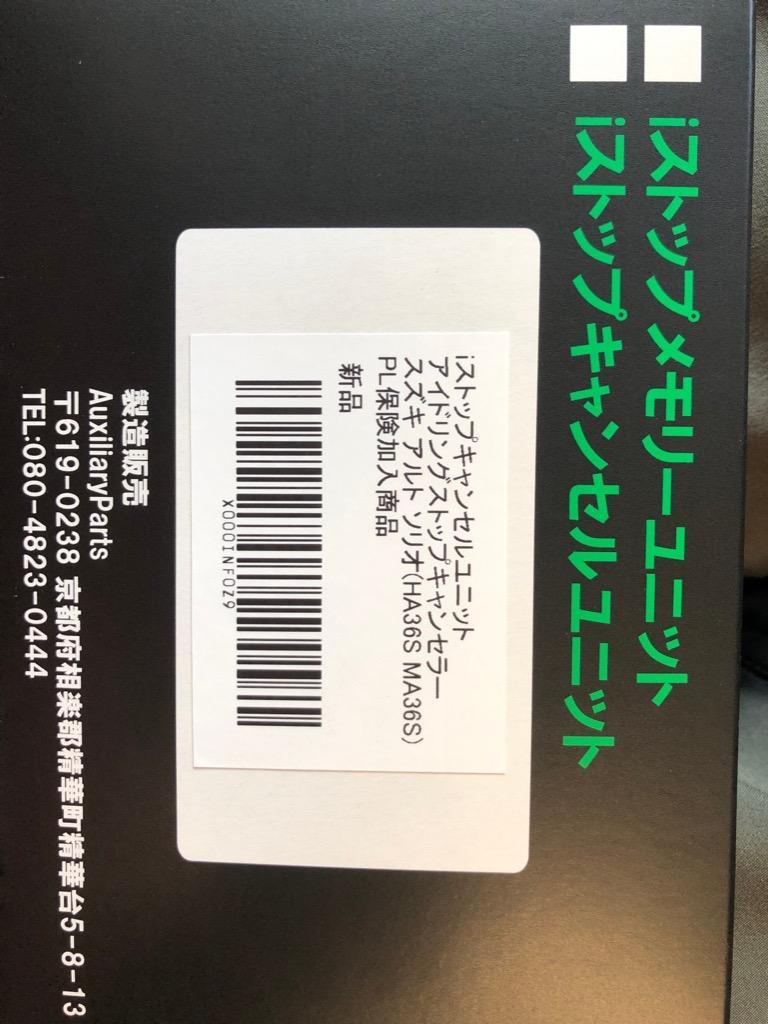 iストップメモリーユニット
iストップキャンセルユニット
iストップキャンセルユニット
アイドリングストップキャンセラー
スズキ アルト ソリオ(HA36S MA36S)
PL保険加入商品
新品
X000INF0Z9
製造販売
AuxiliaryParts
〒619-0238 京都府相楽郡精華町精華台5-8-13
TEL:080-4823-0444